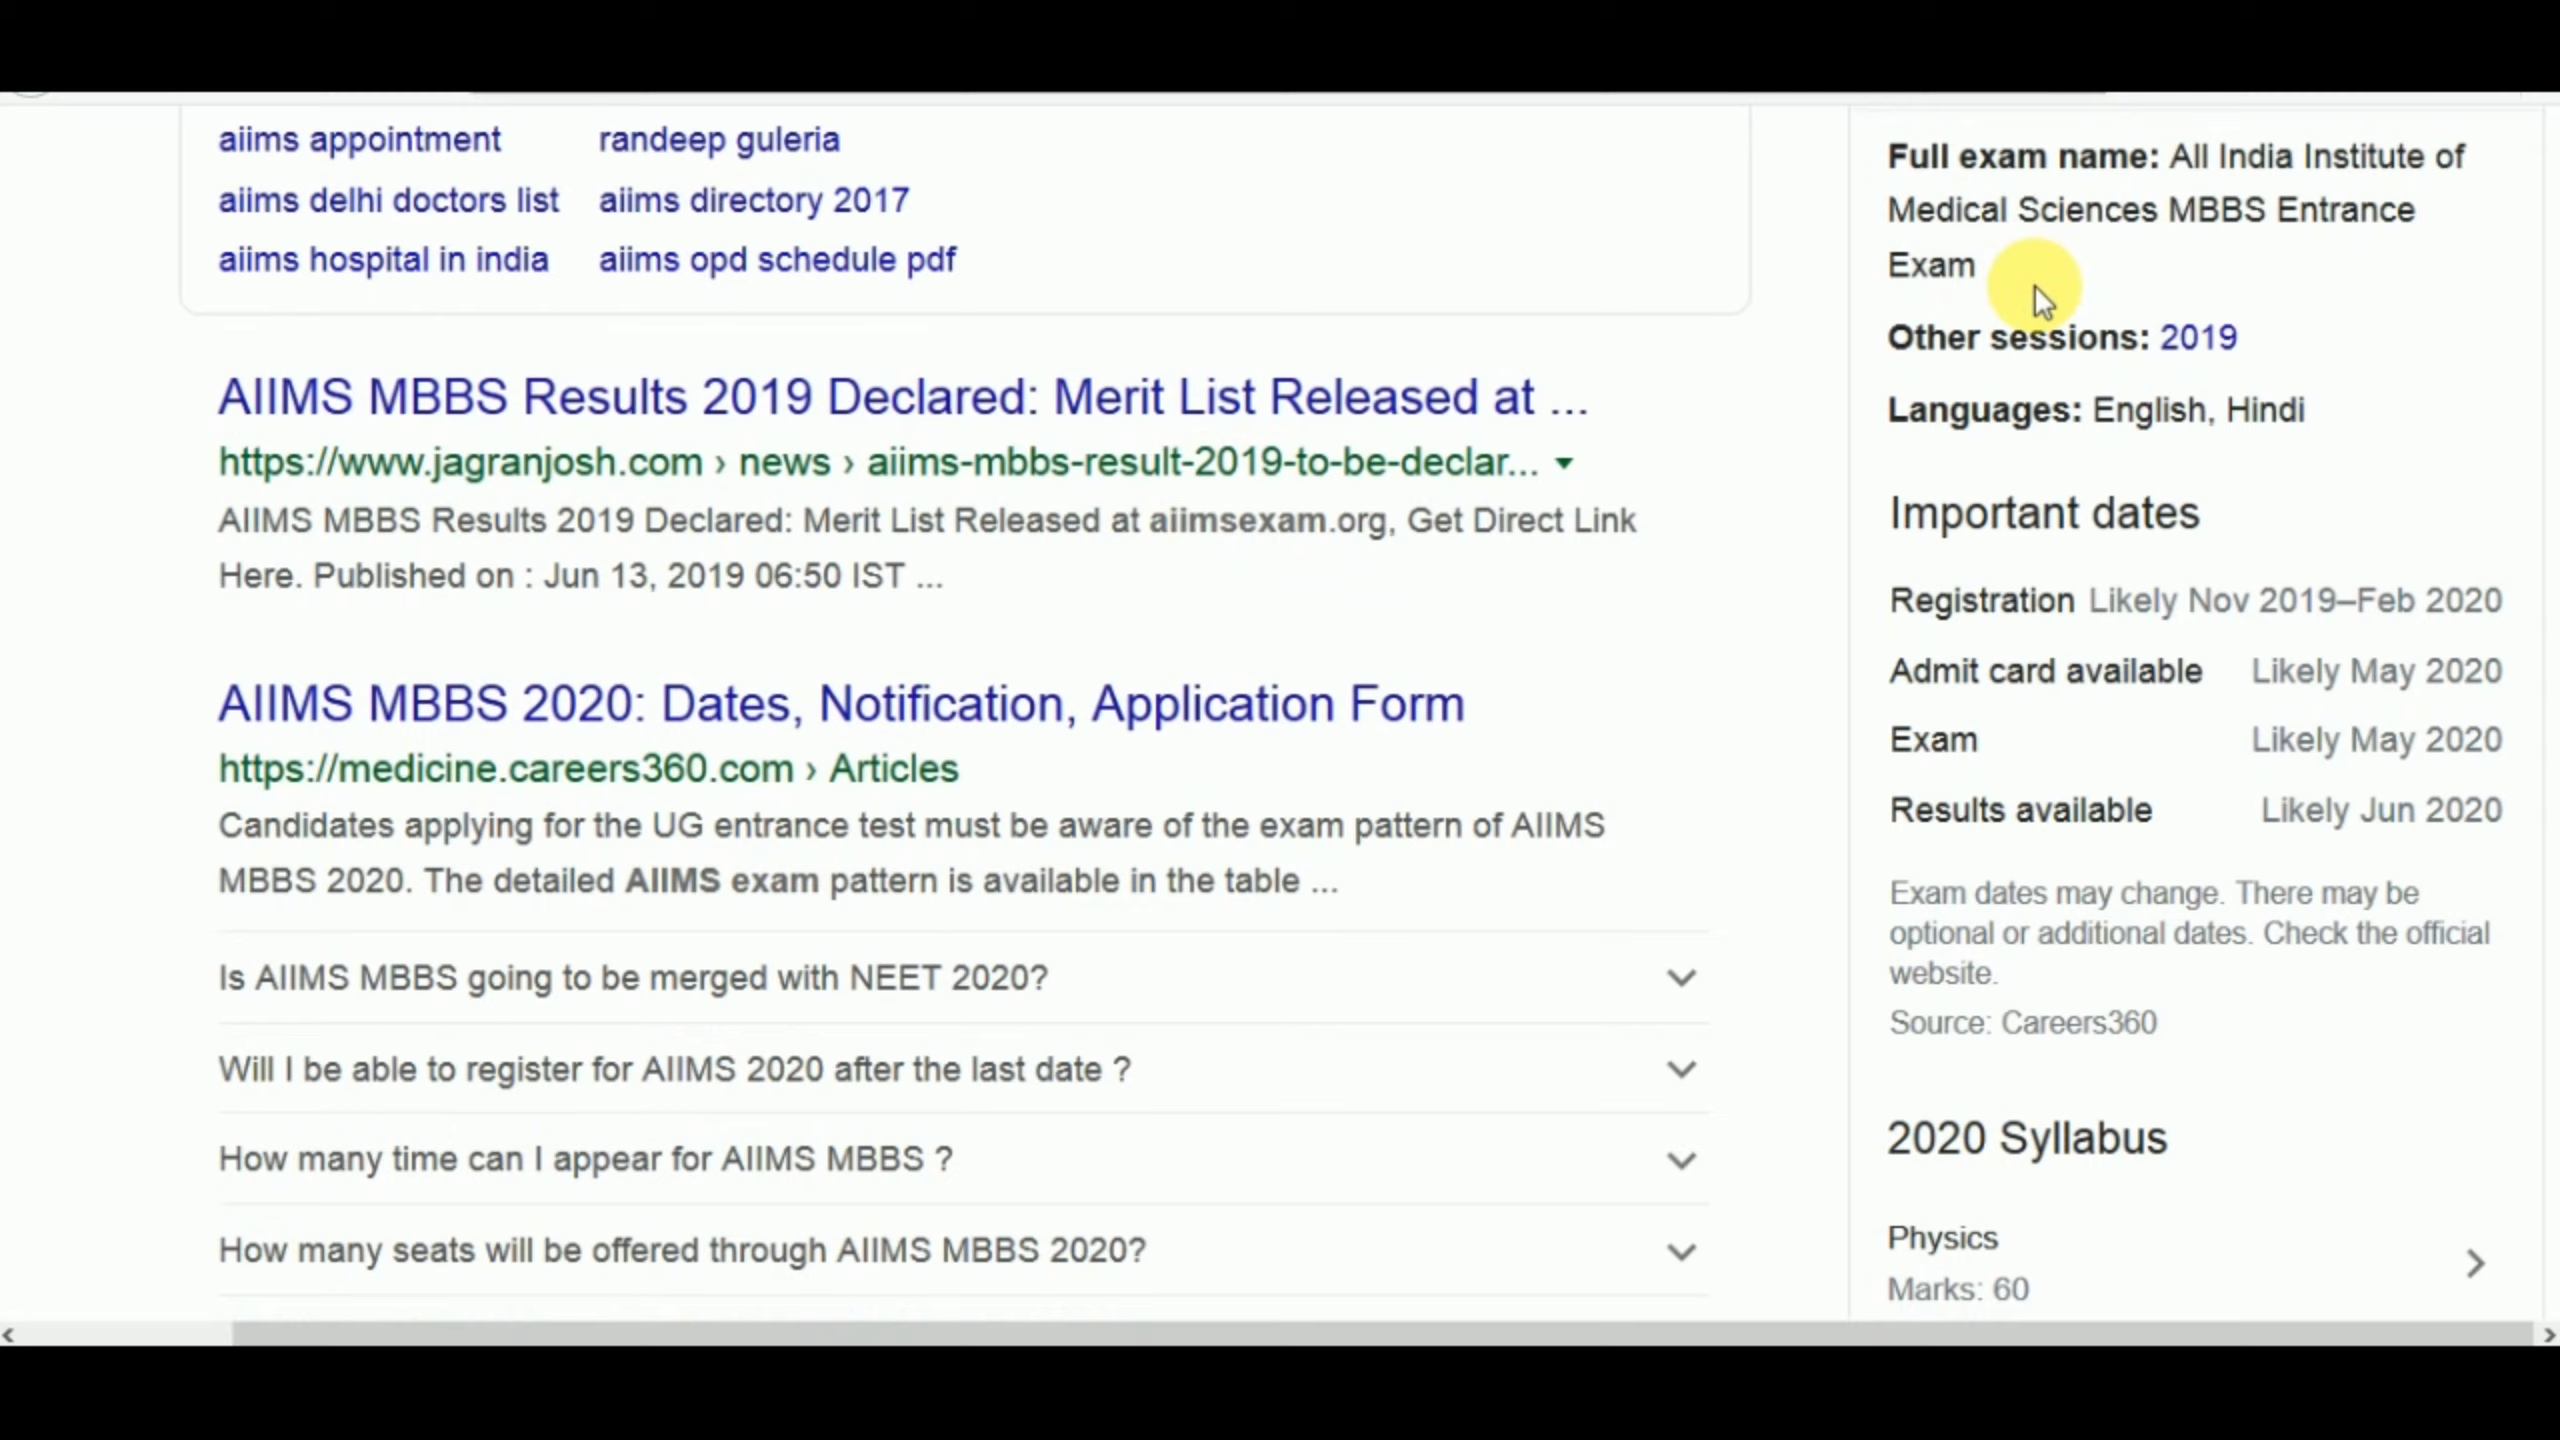 aiims appointment
randeep guleria
aiims delhi doctors list
aiims directory 2017
aiims hospital in india
aiims opd schedule pdf
AIIMS MBBS Results 2019 Declared: Merit List Released at ...
https://www.jagranjosh.com › news › aiims-mbbs-result-2019-to-be-declar...
AIIMS MBBS Results 2019 Declared: Merit List Released at aiimsexam.org, Get Direct Link
Here. Published on : Jun 13, 2019 06:50 IST ...
AIIMS MBBS 2020: Dates, Notification, Application Form
https://medicine.careers360.com › Articles
Candidates applying for the UG entrance test must be aware of the exam pattern of AIIMS
MBBS 2020. The detailed AIIMS exam pattern is available in the table ...
Is AIIMS MBBS going to be merged with NEET 2020?
Will I be able to register for AIIMS 2020 after the last date ?
How many time can I appear for AIIMS MBBS ?
How many seats will be offered through AIIMS MBBS 2020?
Full exam name: All India Institute of
Medical Sciences MBBS Entrance
Exam
Other sessions: 2019
Languages: English, Hindi
Important dates
Registration Likely Nov 2019–Feb 2020
Admit card available Likely May 2020
Exam Likely May 2020
Results available Likely Jun 2020
Exam dates may change. There may be
optional or additional dates. Check the official
website.
Source: Careers360
2020 Syllabus
Physics
Marks: 60